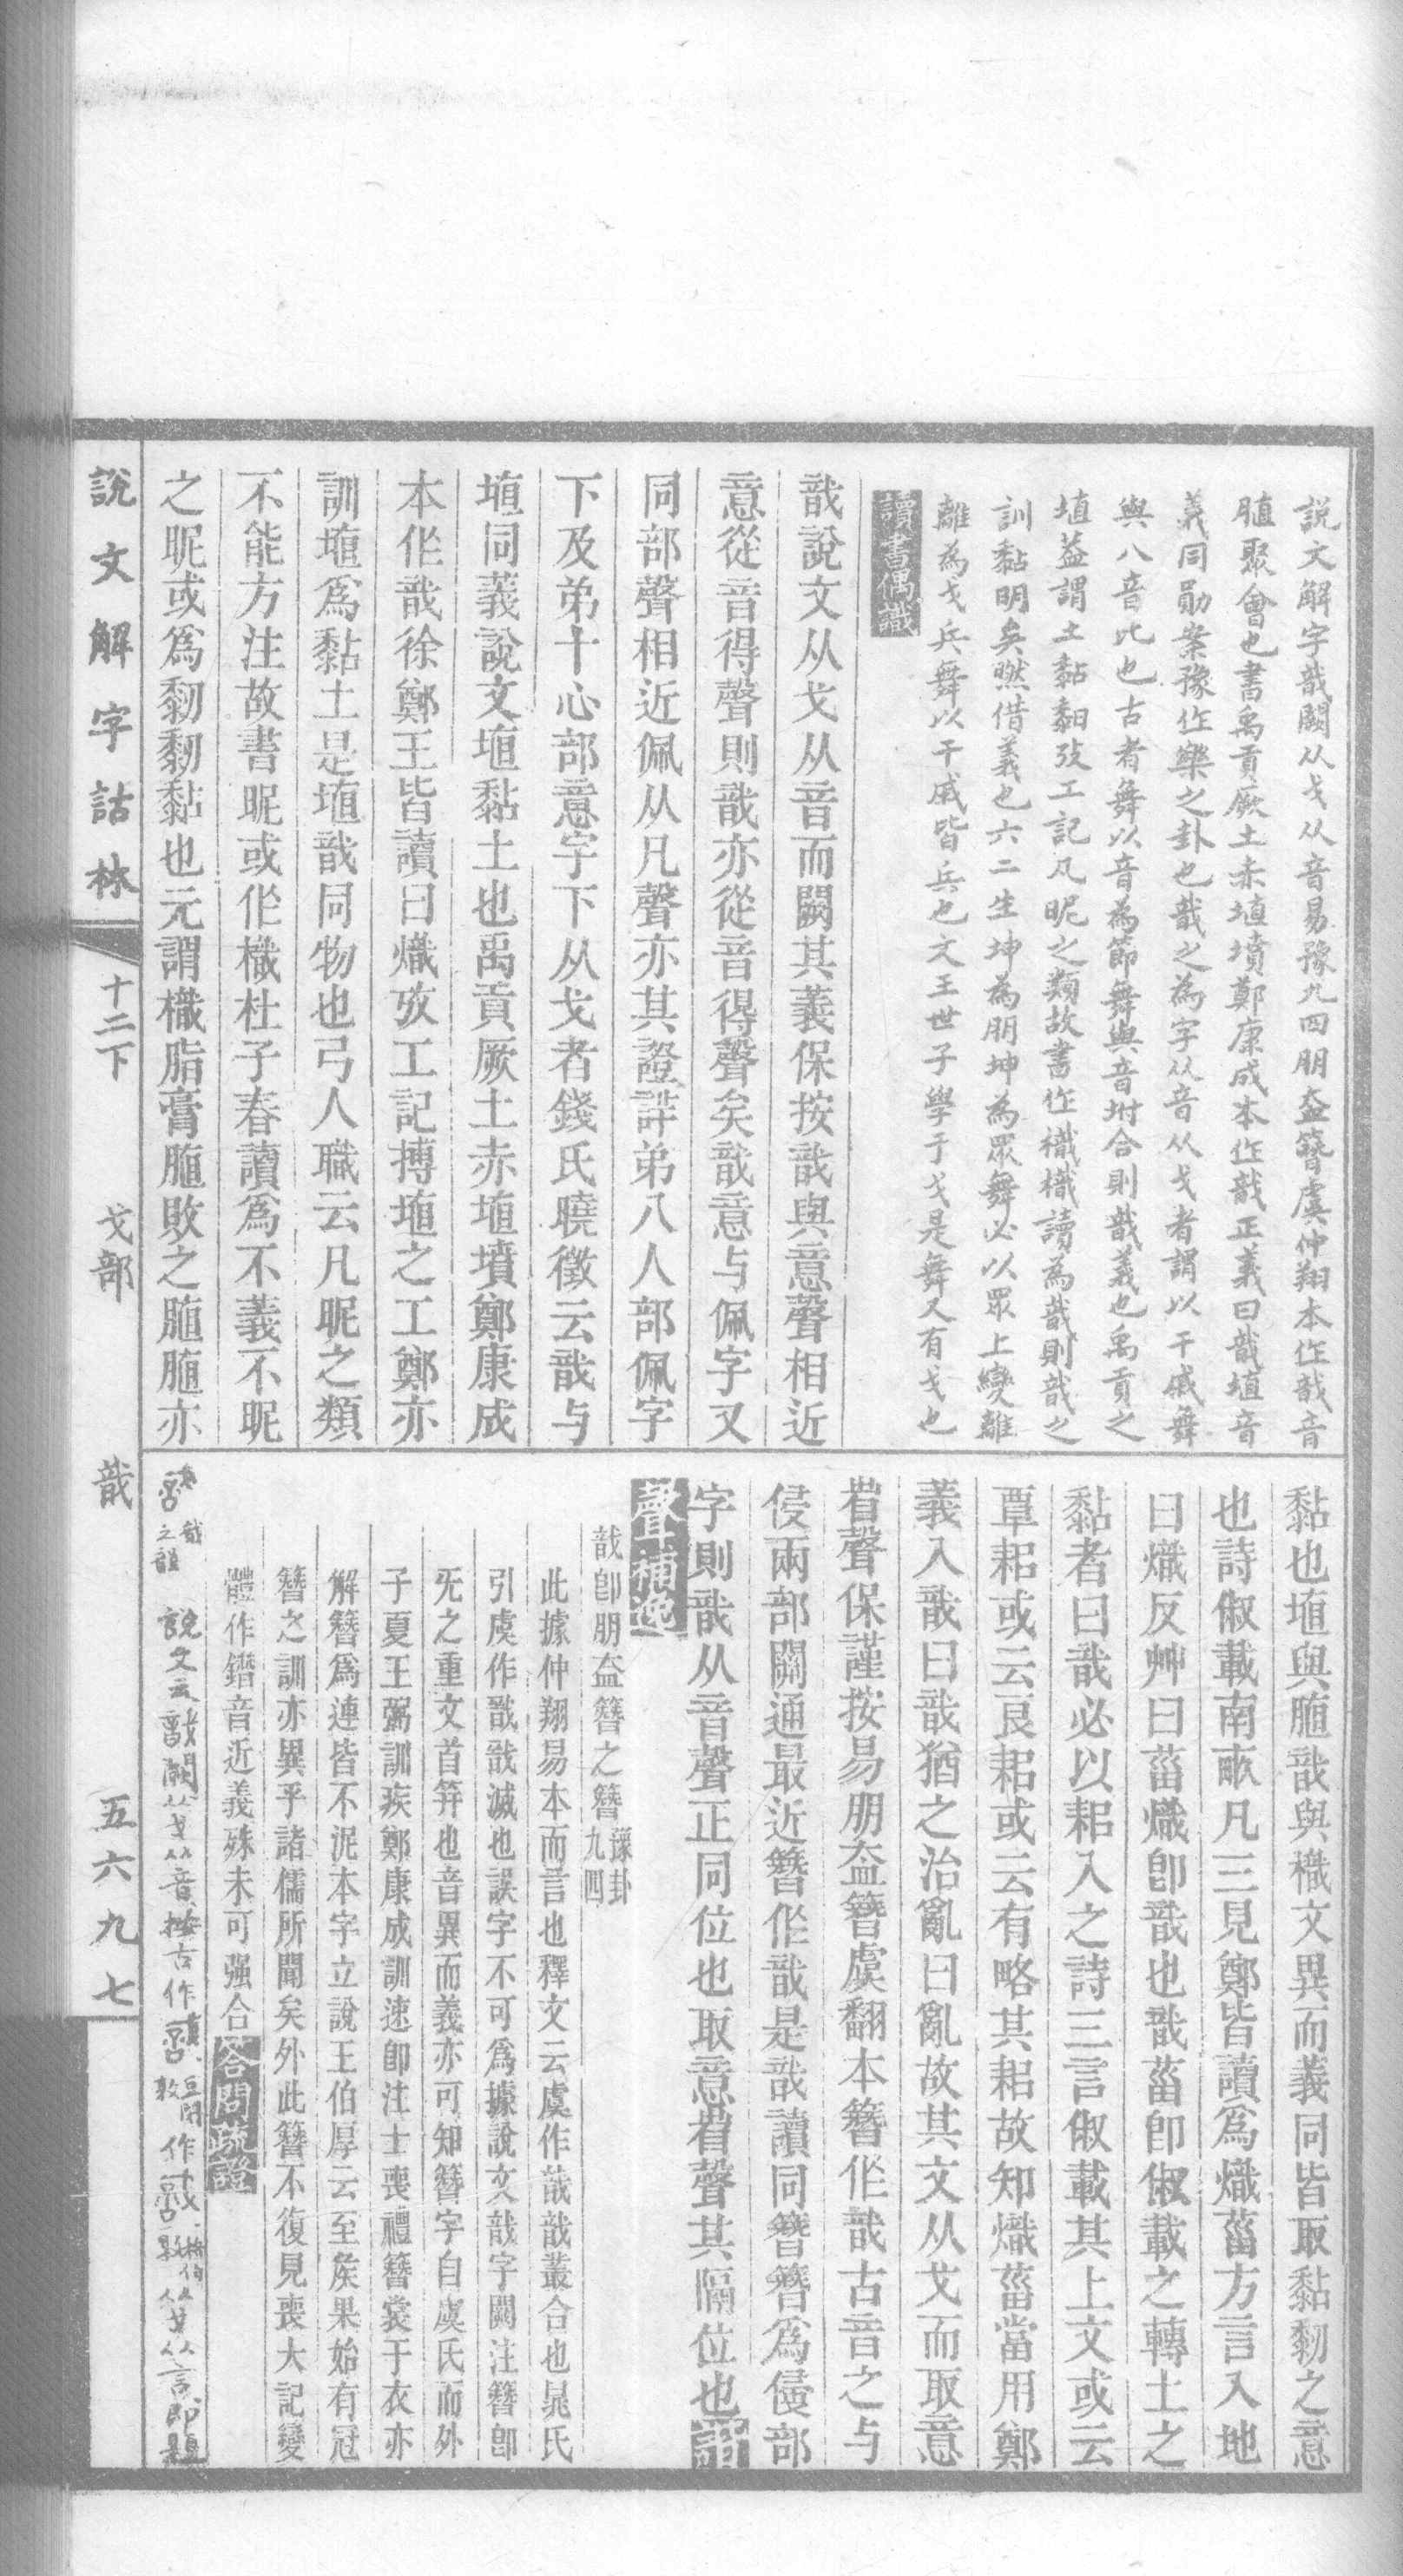 說文解字戠闕从戈从音易豫九四朋盍簪虞仲翔本作戠音
脜聚會也書禹貢厥土赤埴墳鄭康成本作戠正義曰戠埴音
義同勛案豫作樂之卦也戠之為字从音从戈者謂以干戚舞
與八音比也古者舞以音為節舞與音坿合則戠義也禹貢之
埴葢謂土黏䵑攷工記凡昵之類故書作樴樴讀為戠則戠之
訓黏明矣㬗借義也六二生坤為朋坤為眾舞必以眾上變離
離為戈兵舞以干戚皆兵也文王世子學于戈是舞又有戈也
讀書偶識
戠說文从戈从音而闕其義保按戠與意聲相近
意從音得聲則戠亦從音得聲矣戠意与佩字又
同部聲相近佩从凡聲亦其證詳弟八人部佩字
下及弟十心部意字下从戈者錢氏曉徵云戠与
埴同義說文埴黏土也禹貢厥土赤埴墳鄭康成
本作戠徐鄭王皆讀曰熾攷工記搏埴之工鄭亦
訓埴爲黏土是埴戠同物也弓人職云凡昵之類
不能方注故書昵或作樴杜子春讀爲不義不昵
之昵或爲䵒䵒黏也元謂樴脂膏䐈敗之䐈䐈亦
黏也埴與䐈戠與樴文異而義同皆取黏䵒之意
也詩俶載南畝凡三見鄭皆讀爲熾菑方言入地
曰熾反艸曰菑熾卽戠也戠菑卽俶載之轉土之
黏者曰戠必以耜入之詩三言俶載其上文或云
覃耜或云良耜或云有略其耜故知熾菑當用鄭
義入戠曰戠猶之治亂曰亂故其文从戈而取意
省聲保謹按易朋盍簪虞翻本簪作戠古音之与
侵兩部關通最近簪作戠是戠讀同簪簪爲侵部
字則戠从音聲正同位也取意省聲其隔位也諧
聲補逸
戠卽朋盍簪之簪豫卦九四
此據仲翔易本而言也釋文云虞作戠戠叢合也晁氏
引虞作戩戩滅也誤字不可爲據說文戠字闕注簪卽
旡之重文首笄也音異而義亦可知簪字自虞氏而外
子夏王弼訓疾鄭康成訓速卽注士喪禮簪裳于衣亦
解簪爲連皆不泥本字立說王伯厚云至矦果始有冠
簪之訓亦異乎諸儒所聞矣外此簪不復見喪大記變
體作鐕音近義殊未可强合答問疏證
說文云戠闕从戈从音按古作 作 从戈从言即
說文解字詁林
十二下
戈部
戠
五六九七